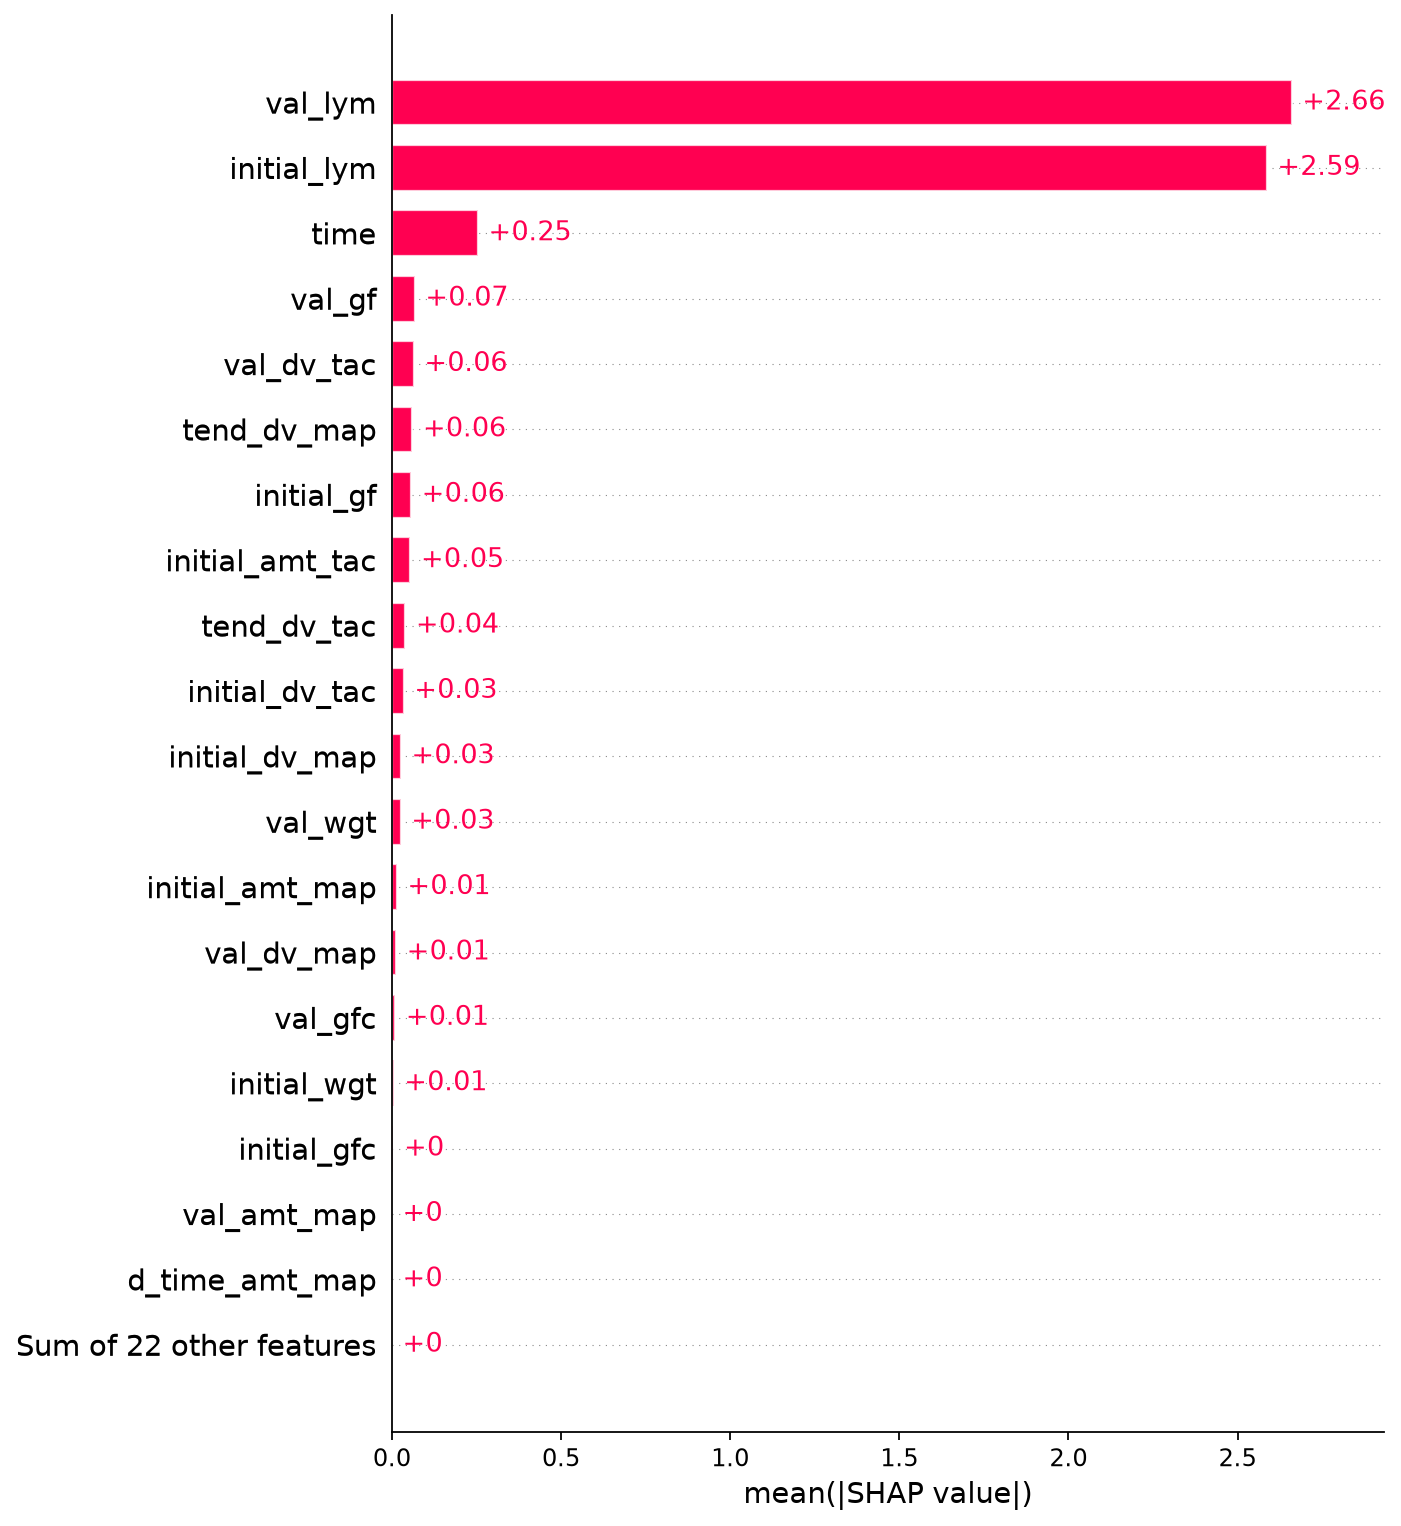 val_lym +2.66
initial_lym +2.59
time +0.25
val_gf +0.07
val_dv_tac +0.06
tend_dv_map +0.06
initial_gf +0.06
initial_amt_tac +0.05
tend_dv_tac +0.04
initial_dv_tac +0.03
initial_dv_map +0.03
val_wgt +0.03
initial_amt_map +0.01
val_dv_map +0.01
val_gfc +0.01
initial_wgt +0.01
initial_gfc +0
val_amt_map +0
d_time_amt_map +0
Sum of 22 other features +0
0.0 0.5 1.0 1.5 2.0 2.5
mean(|SHAP value|)